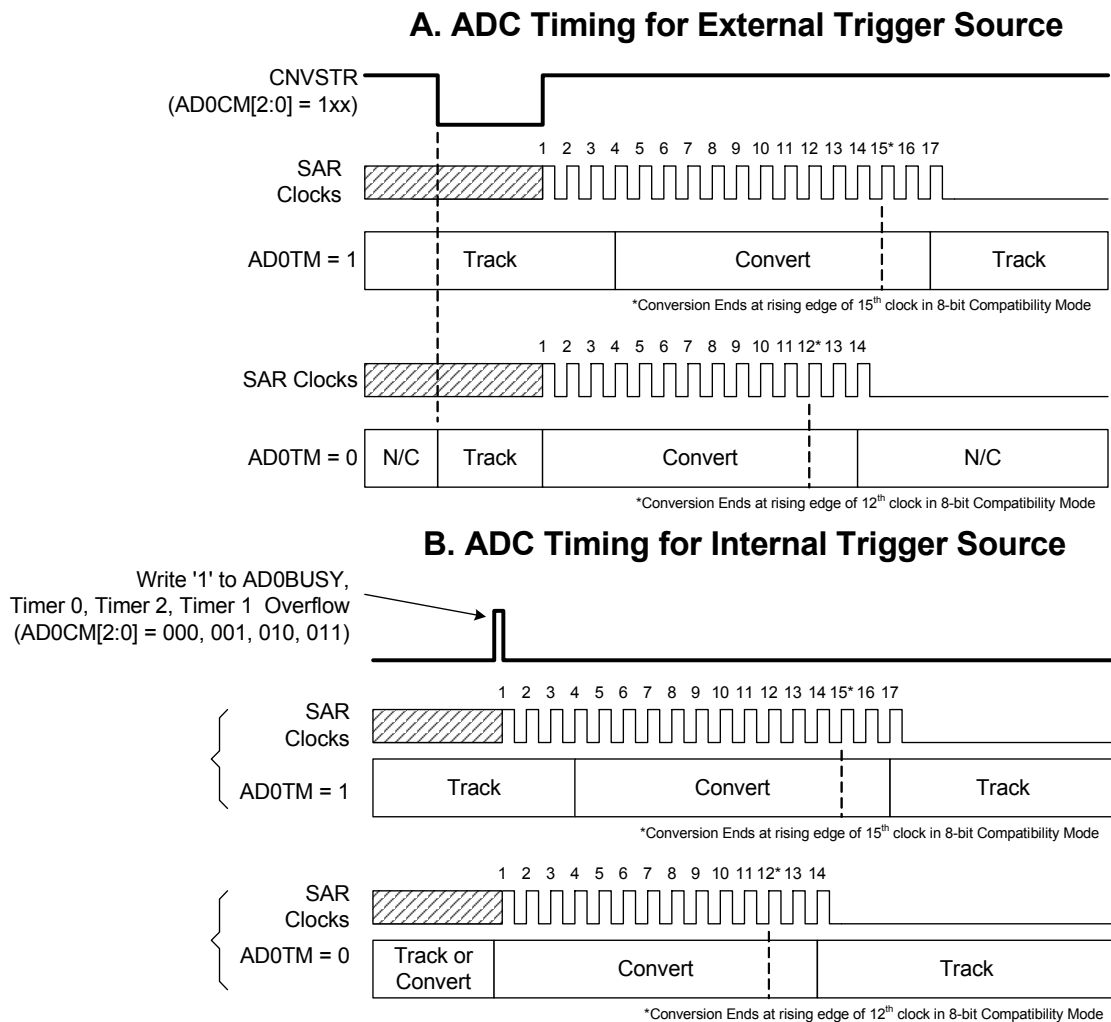 A. ADC Timing for External Trigger Source
CNVSTR
(AD0CM[2:0] = 1xx)
1 2 3 4 5 6 7 8 9 10 11 12 13 14 15* 16 17
SAR
Clocks
AD0TM = 1
Track Convert Track
*Conversion Ends at rising edge of 15th clock in 8-bit Compatibility Mode
1 2 3 4 5 6 7 8 9 10 11 12* 13 14
SAR Clocks
AD0TM = 0
N/C Track Convert N/C
*Conversion Ends at rising edge of 12th clock in 8-bit Compatibility Mode
B. ADC Timing for Internal Trigger Source
Write '1' to AD0BUSY,
Timer 0, Timer 2, Timer 1 Overflow
(AD0CM[2:0] = 000, 001, 010, 011)
1 2 3 4 5 6 7 8 9 10 11 12 13 14 15* 16 17
SAR
Clocks
AD0TM = 1
Track Convert Track
*Conversion Ends at rising edge of 15th clock in 8-bit Compatibility Mode
1 2 3 4 5 6 7 8 9 10 11 12* 13 14
SAR
Clocks
AD0TM = 0
Track or
Convert
Convert Track
*Conversion Ends at rising edge of 12th clock in 8-bit Compatibility Mode